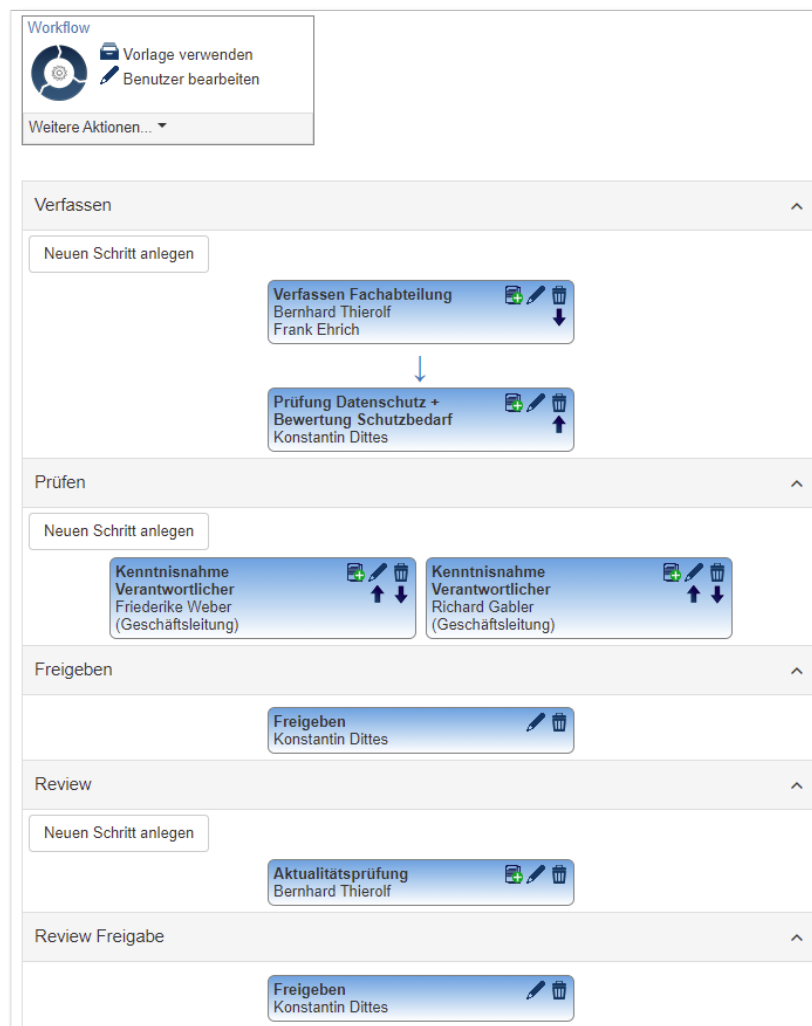 Workflow
Vorlage verwenden
Benutzer bearbeiten
Weitere Aktionen...
Verfassen
Neuen Schritt anlegen
Verfassen Fachabteilung
Bernhard Thierolf
Frank Ehrich
Prüfung Datenschutz +
Bewertung Schutzbedarf
Konstantin Dittes
Prüfen
Neuen Schritt anlegen
Kenntnisnahme
Verantwortlicher
Friederike Weber
(Geschäftsleitung)
Kenntnisnahme
Verantwortlicher
Richard Gabler
(Geschäftsleitung)
Freigeben
Freigeben
Konstantin Dittes
Review
Neuen Schritt anlegen
Aktualitätsprüfung
Bernhard Thierolf
Review Freigabe
Freigeben
Konstantin Dittes